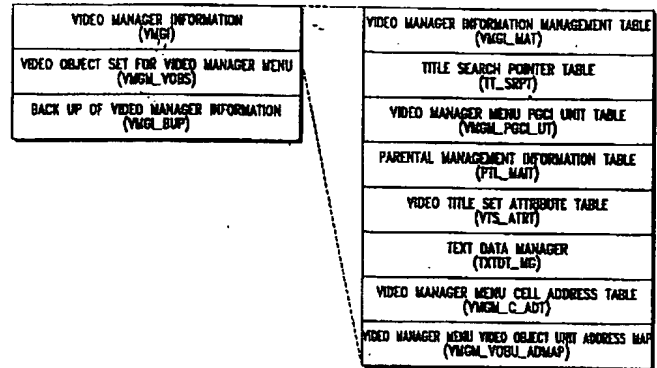 VIDEO MANAGER INFORMATION
(VMGI)
VIDEO OBJECT SET FOR VIDEO MANAGER MENU
(VMGM_VOBS)
BACK UP OF VIDEO MANAGER INFORMATION
(VMGI_BUP)
VIDEO MANAGER INFORMATION MANAGEMENT TABLE
(VMGI_MAT)
TITLE SEARCH POINTER TABLE
(TT_SRPT)
VIDEO MANAGER MENU PGCI UNIT TABLE
(VMGM_PGCI_UT)
PARENTAL MANAGEMENT INFORMATION TABLE
(PTL_MAIT)
VIDEO TITLE SET ATTRIBUTE TABLE
(VTS_ATRT)
TEXT DATA MANAGER
(TXTDT_MG)
VIDEO MANAGER MENU CELL ADDRESS TABLE
(VMGM_C_ADT)
VIDEO MANAGER MENU VIDEO OBJECT UNIT ADDRESS MAP
(VMGM_VOBU_ADMAP)